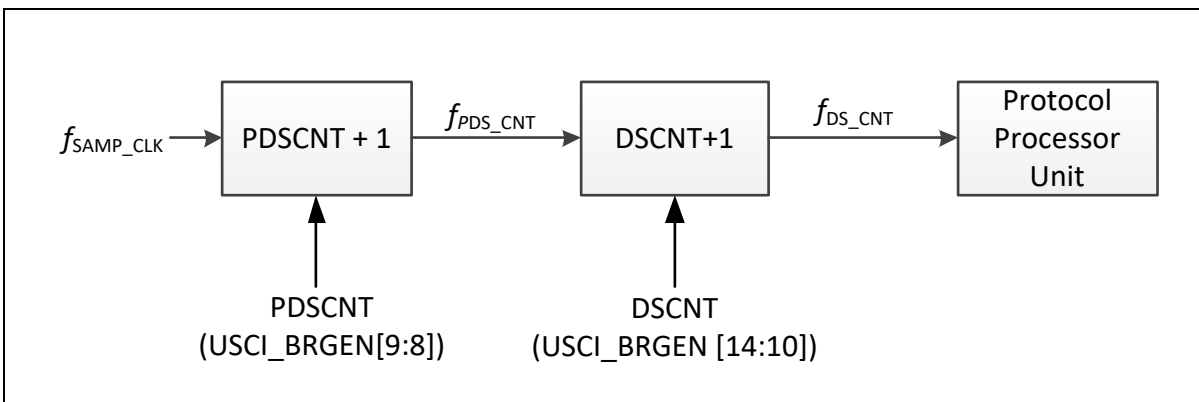 fSAMP_CLK
PDSCNT + 1
fPDS_CNT
DSCNT+1
fDS_CNT
Protocol
Processor
Unit
PDSCNT
(USCI_BRGEN[9:8])
DSCNT
(USCI_BRGEN [14:10])